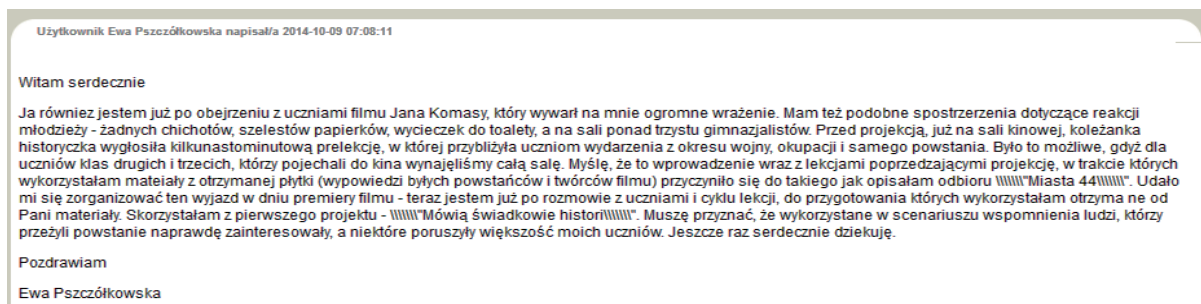 Użytkownik Ewa Pszczółkowska napisał/a 2014-10-09 07:08:11
Witam serdecznie
Ja równiez jestem już po obejrzeniu z uczniami filmu Jana Komasy, który wywarł na mnie ogromne wrażenie. Mam też podobne spostrzerzenia dotyczące reakcji
młodzieży - żadnych chichotów, szelestów papierków, wycieczek do toalety, a na sali ponad trzystu gimnazjalistów. Przed projekcją, już na sali kinowej, koleżanka
historyczka wygłosiła kilkunastominutową prelekcję, w której przybliżyła uczniom wydarzenia z okresu wojny, okupacji i samego powstania. Było to możliwe, gdyż dla
uczniów klas drugich i trzecich, którzy pojechali do kina wynajęliśmy całą salę. Myślę, że to wprowadzenie wraz z lekcjami poprzedzającymi projekcję, w trakcie których
wykorzystałam mateiały z otrzymanej płytki (wypowiedzi byłych powstańców i twórców filmu) przyczyniło się do takiego jak opisałam odbioru \\\\\\\"Miasta 44\\\\\\\". Udało
mi się zorganizować ten wyjazd w dniu premiery filmu - teraz jestem już po rozmowie z uczniami i cyklu lekcji, do przygotowania których wykorzystałam otrzyma ne od
Pani materiały. Skorzystałam z pierwszego projektu - \\\\\\\"Mówią świadkowie histori\\\\\\\". Muszę przyznać, że wykorzystane w scenariuszu wspomnienia ludzi, którzy
przeżyli powstanie naprawdę zainteresowały, a niektóre poruszyły większość moich uczniów. Jeszcze raz serdecznie dziekuję.
Pozdrawiam
Ewa Pszczółkowska